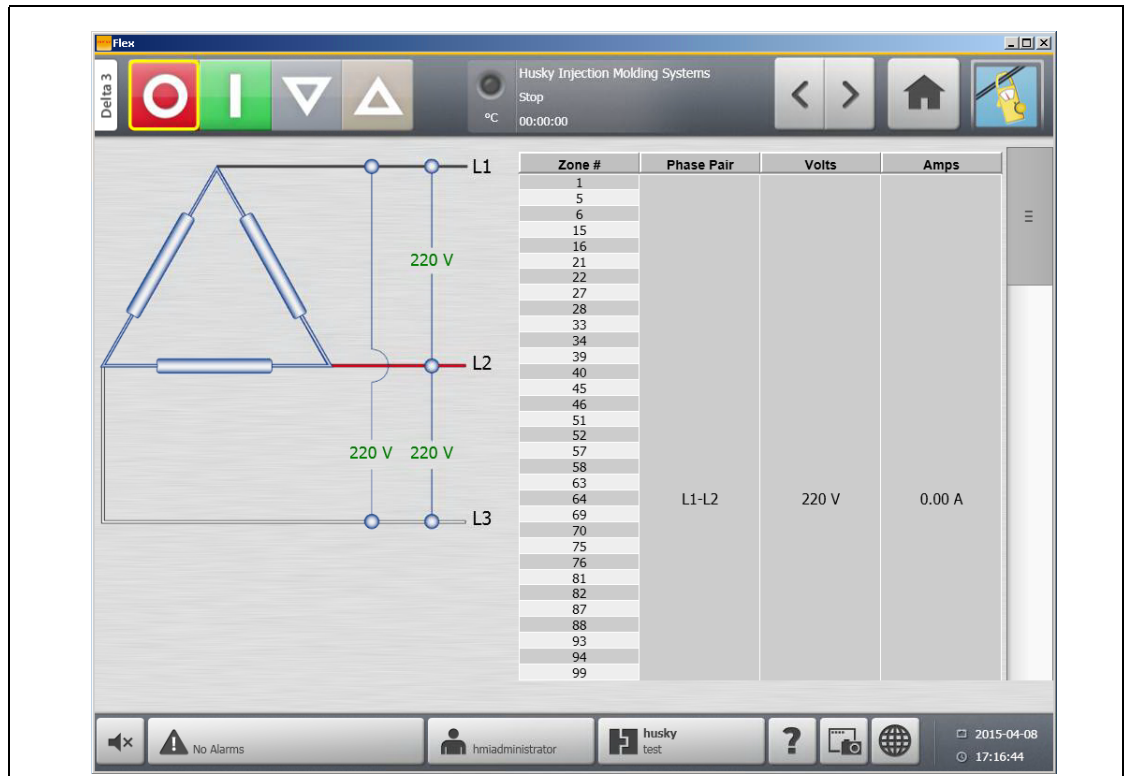 Flex
Delta 3
°C
Husky Injection Molding Systems
Stop
00:00:00
L1
220 V
L2
220 V 220 V
L3
Zone # Phase Pair Volts Amps
1
5
6
15
16
21
22
27
28
33
34
39
40
45
46
51
52
57
58
63
64 L1-L2 220 V 0.00 A
69
70
75
76
81
82
87
88
93
94
99
No Alarms
hmiadministrator
husky
test
?
2015-04-08
17:16:44